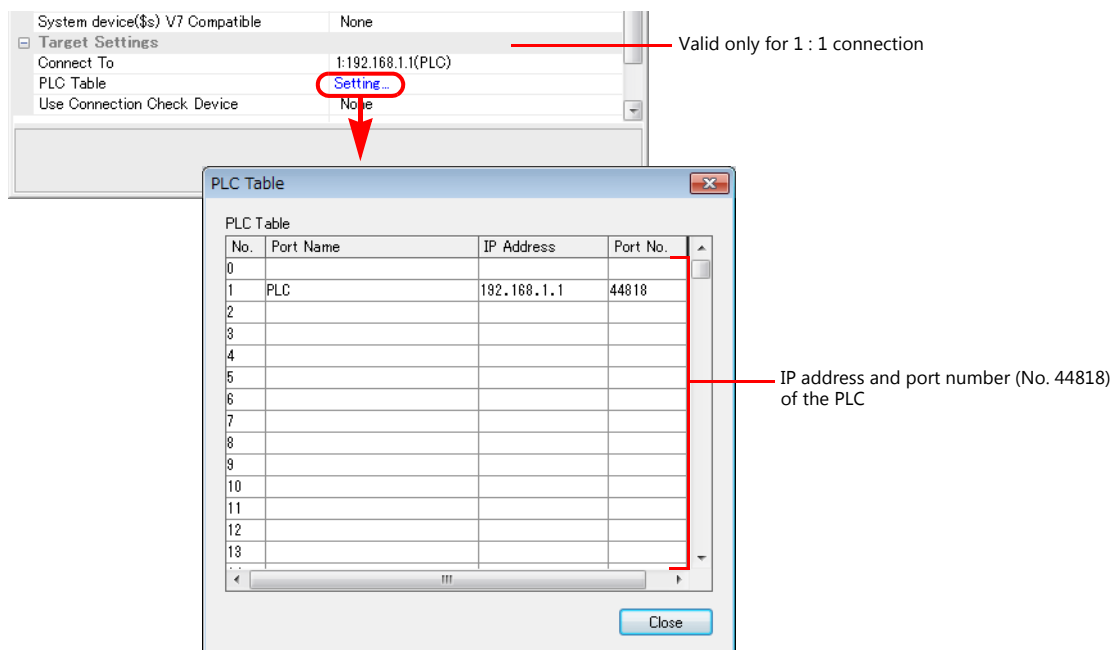 System device($s) V7 Compatible None
Target Settings
Valid only for 1 : 1 connection
Connect To 1:192.168.1.1(PLC)
PLC Table Setting...
Use Connection Check Device None
PLC Table
PLC Table
No. Port Name IP Address Port No.
0
1 PLC 192.168.1.1 44818
2
3
4
5
6
7
8
9
10
11
12
13
IP address and port number (No. 44818)
of the PLC
Close